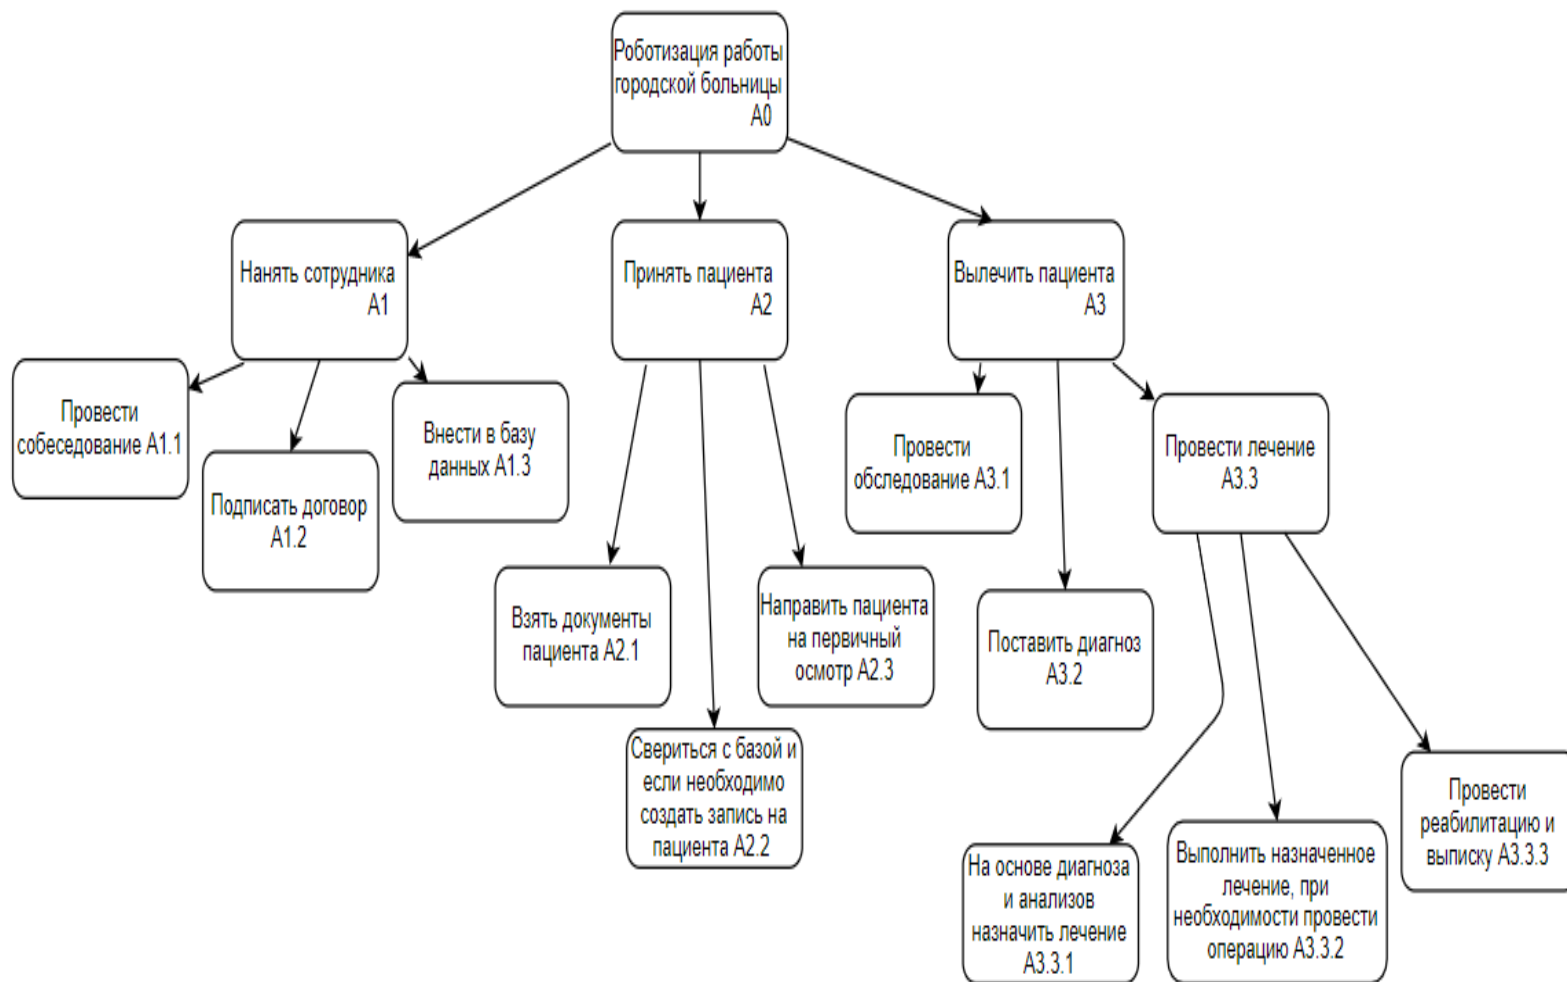 Роботизация работы
городской больницы
А0
Нанять сотрудника
А1
Принять пациента
А2
Вылечить пациента
А3
Провести
собеседование А1.1
Подписать договор
А1.2
Внести в базу
данных А1.3
Взять документы
пациента А2.1
Свериться с базой и
если необходимо
создать запись на
пациента А2.2
Направить пациента
на первичный
осмотр А2.3
Провести
обследование А3.1
Поставить диагноз
А3.2
Провести лечение
А3.3
На основе диагноза
и анализов
назначить лечение
А3.3.1
Выполнить назначенное
лечение, при
необходимости провести
операцию А3.3.2
Провести
реабилитацию и
выписку А3.3.3